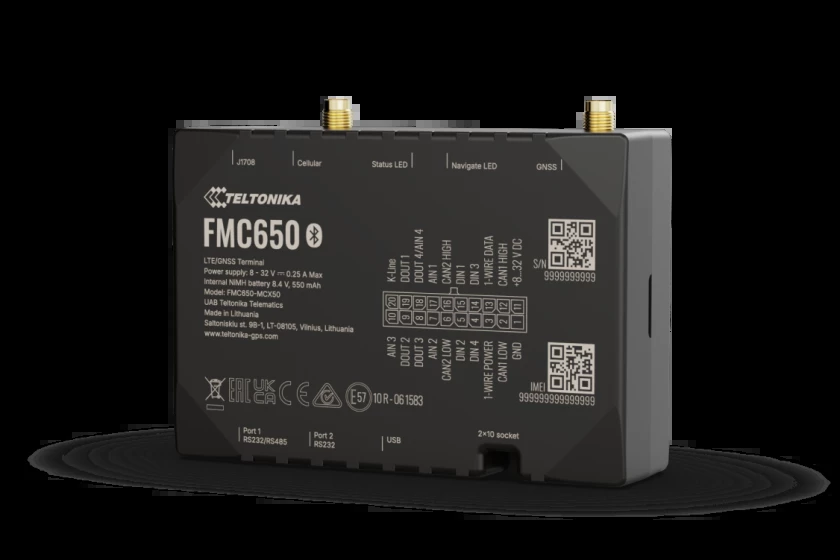 J1708
Cellular
Status LED
Navigate LED
GNSS
TELTONIKA
FMC650
LTE/GNSS Terminal
Power supply: 8 - 32 V ⎓ 0.25 A Max
Internal NiMH battery 8.4 V, 550 mAh
Model: FMC650-MCX50
UAB Teltonika Telematics
Made in Lithuania
Saltoniskiu st. 9B-1, LT-08105, Vilnius, Lithuania
www.teltonika-gps.com
K-Line
DOUT 1
DOUT 4/AIN 4
AIN 1
CAN2 HIGH
DIN 1
DIN 3
1-WIRE DATA
CAN1 HIGH
+8...32 V DC
20 19 18 17 16 15 14 13 12 11
10 9 8 7 6 5 4 3 2 1
AIN 3
DOUT 2
DOUT 3
AIN 2
CAN2 LOW
DIN 2
DIN 4
1-WIRE POWER
CAN1 LOW
GND
S/N
9999999999
IMEI
999999999999999
EAC UKCA CE E57 10 R - 061583
Port 1
RS232/RS485
Port 2
RS232
USB
2×10 socket